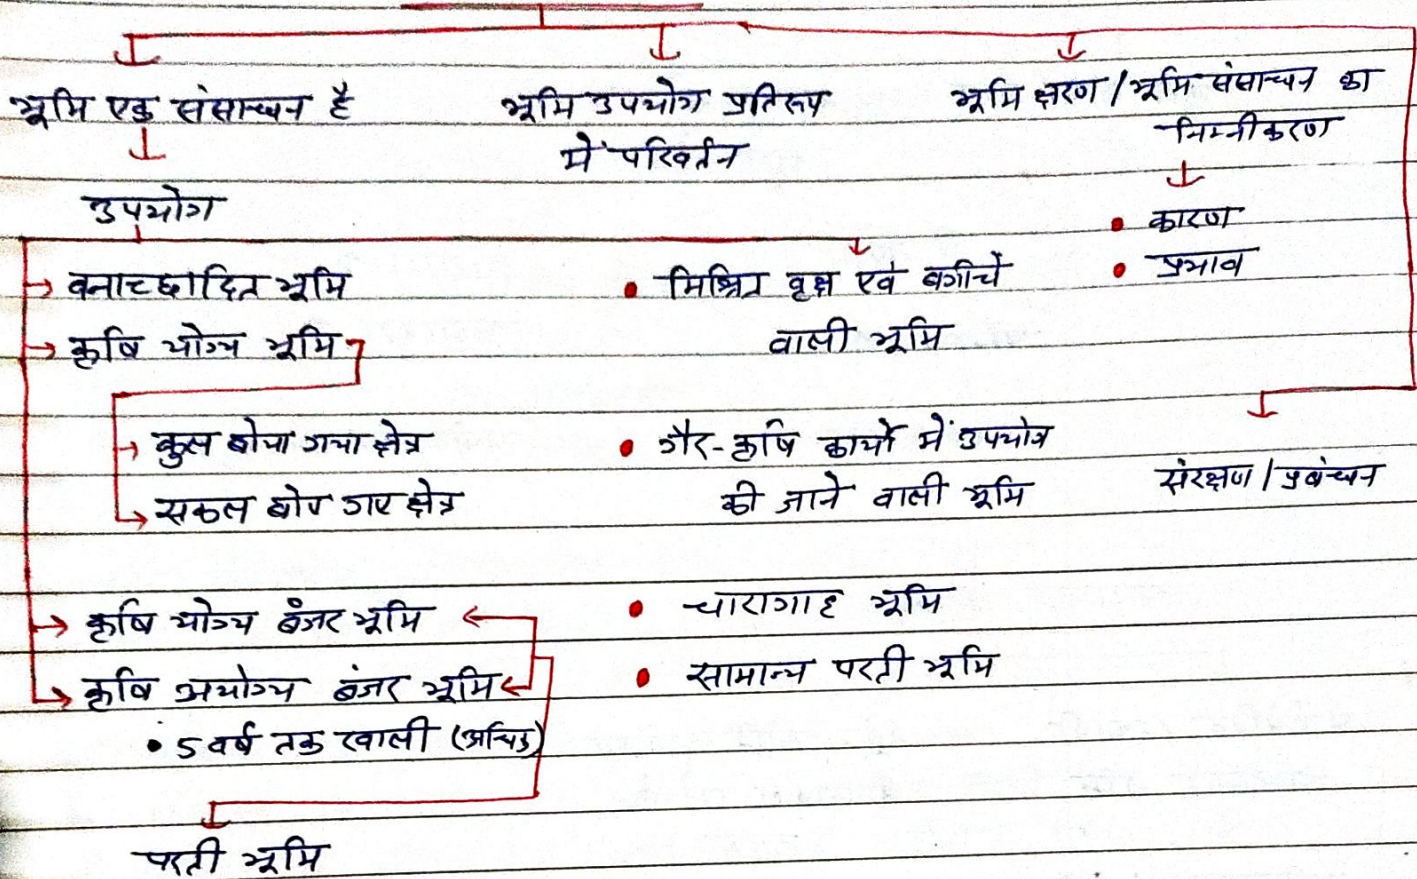 भूमि एक संसाधन है
उपयोग
भूमि उपयोग प्रतिरूप
में परिवर्तन
भूमि क्षरण / भूमि संसाधन का
निम्नीकरण
• कारण
• प्रभाव
→ वनाच्छादित भूमि
→ कृषि योग्य भूमि
→ कुल बोया गया क्षेत्र
→ सकल बोए गए क्षेत्र
→ कृषि योग्य बंजर भूमि
→ कृषि अयोग्य बंजर भूमि
• 5 वर्ष तक खाली (अधिक)
परती भूमि
• मिश्रित वृक्ष एवं बगीचे
वाली भूमि
• गैर-कृषि कार्यो में उपयोग
की जाने वाली भूमि
• चारागाह भूमि
• सामान्य परती भूमि
संरक्षण / प्रबंधन